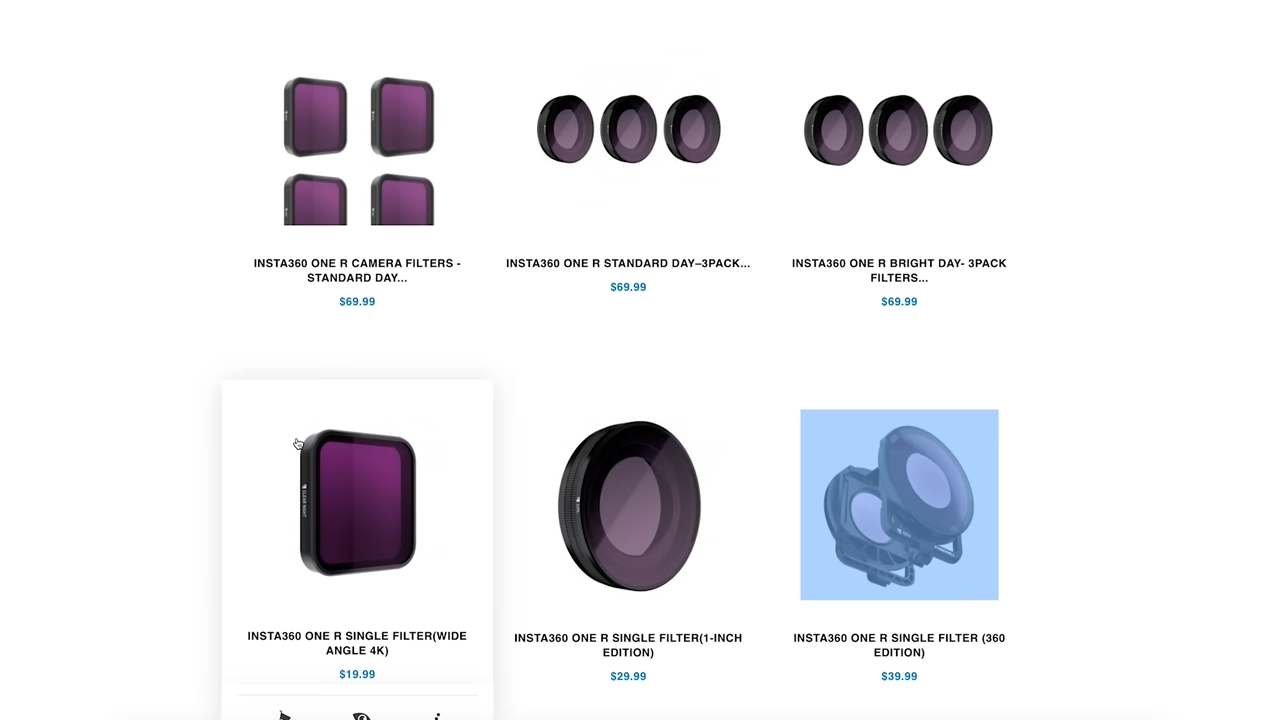 INSTA360 ONE R CAMERA FILTERS -
STANDARD DAY...
$69.99
INSTA360 ONE R STANDARD DAY–3PACK...
$69.99
INSTA360 ONE R BRIGHT DAY- 3PACK
FILTERS...
$69.99
INSTA360 ONE R SINGLE FILTER(WIDE
ANGLE 4K)
$19.99
INSTA360 ONE R SINGLE FILTER(1-INCH
EDITION)
$29.99
INSTA360 ONE R SINGLE FILTER (360
EDITION)
$39.99